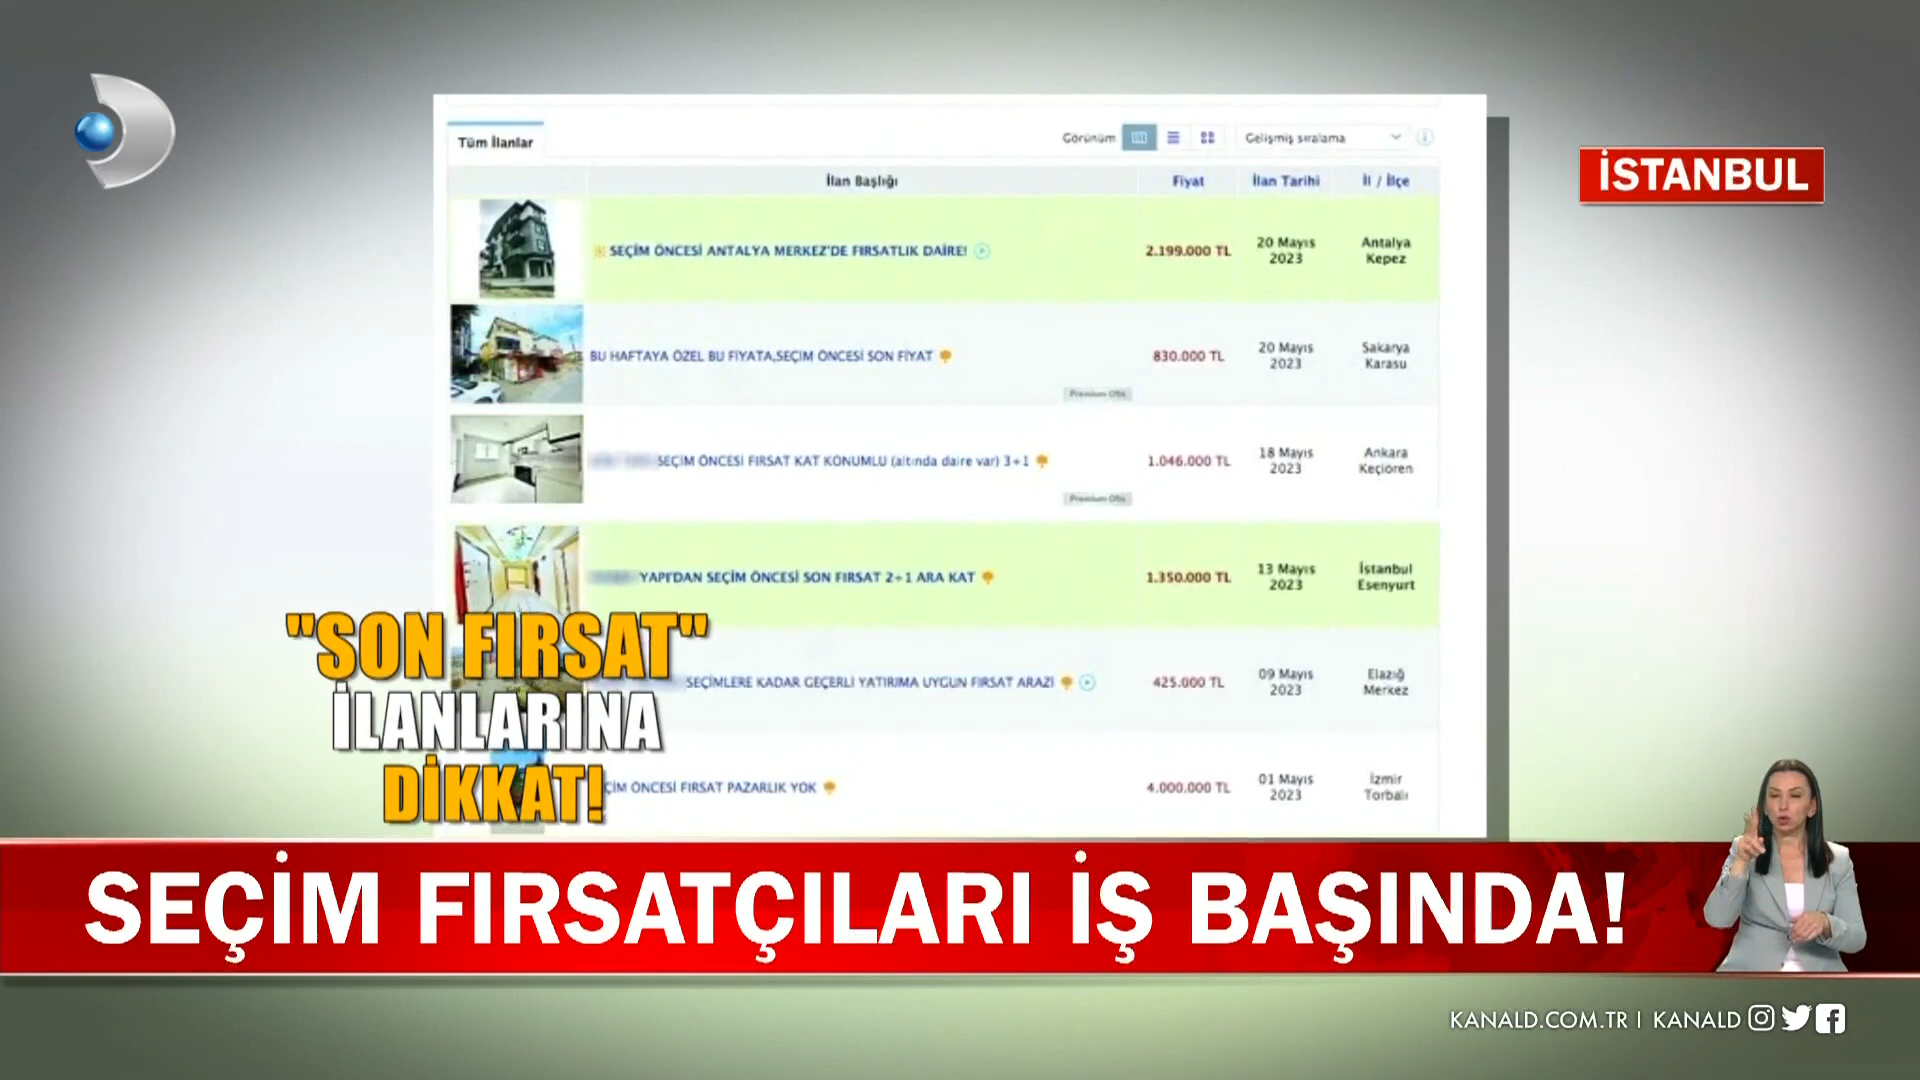 İSTANBUL
Tüm İlanlar
Görünüm
Gelişmiş sıralama
İlan Başlığı
Fiyat
İlan Tarihi
İl / İlçe
SEÇİM ÖNCESİ ANTALYA MERKEZ'DE FIRSATLIK DAİRE!
2.199.000 TL
20 Mayıs
2023
Antalya
Kepez
BU HAFTAYA ÖZEL BU FİYATA,SEÇİM ÖNCESİ SON FİYAT
830.000 TL
20 Mayıs
2023
Sakarya
Karasu
Premium Ofis
SEÇİM ÖNCESİ FIRSAT KAT KONUMLU (altında daire var) 3+1
1.046.000 TL
18 Mayıs
2023
Ankara
Keçiören
Premium Ofis
YAPI'DAN SEÇİM ÖNCESİ SON FIRSAT 2+1 ARA KAT
1.350.000 TL
13 Mayıs
2023
İstanbul
Esenyurt
SEÇİMLERE KADAR GEÇERLİ YATIRIMA UYGUN FIRSAT ARAZİ
425.000 TL
09 Mayıs
2023
Elazığ
Merkez
ÇİM ÖNCESİ FIRSAT PAZARLIK YOK
4.000.000 TL
01 Mayıs
2023
İzmir
Torbalı
"SON FIRSAT"
İLANLARINA
DİKKAT!
SEÇİM FIRSATÇILARI İŞ BAŞINDA!
KANALD.COM.TR | KANALD